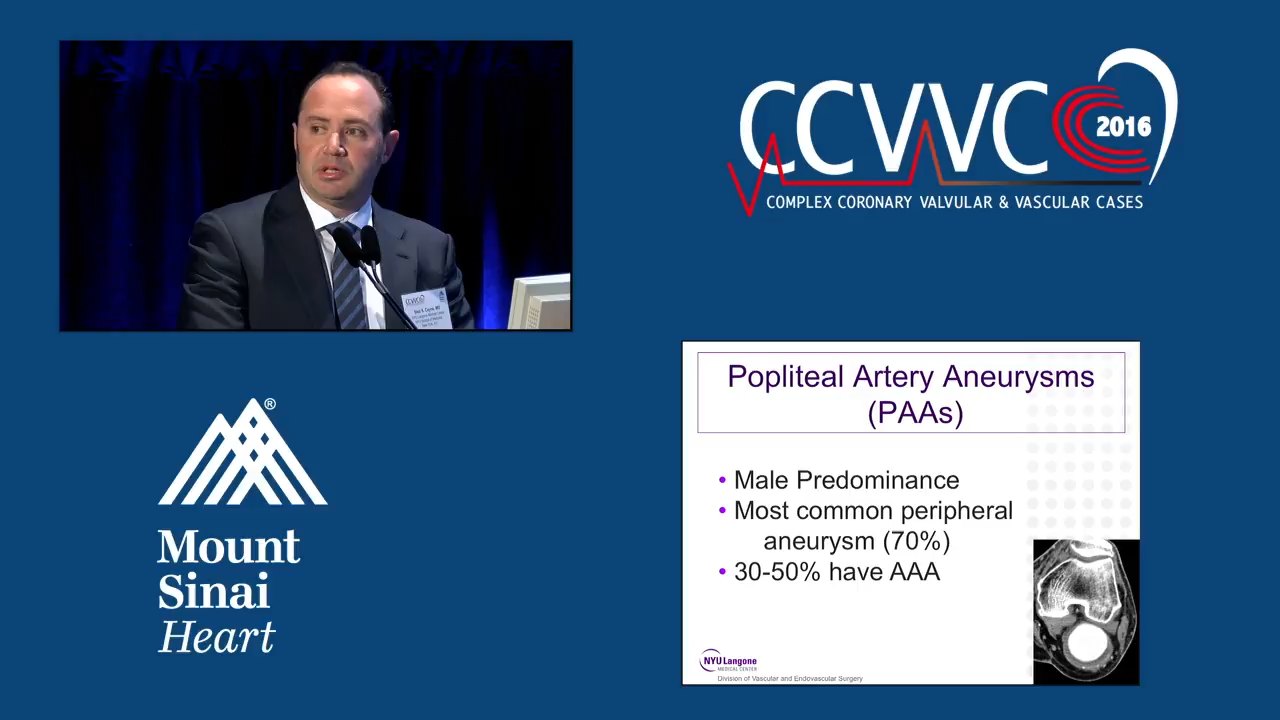 CCVVC
2016
COMPLEX CORONARY VALVULAR & VASCULAR CASES
CCVVC
®
Mount
Sinai
Heart
Popliteal Artery Aneurysms
(PAAs)
• Male Predominance
• Most common peripheral
aneurysm (70%)
• 30-50% have AAA
NYU Langone
MEDICAL CENTER
Division of Vascular and Endovascular Surgery